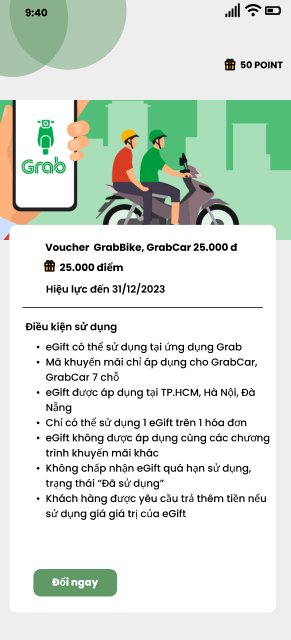 9:40
50 POINT
Grab
Voucher GrabBike, GrabCar 25.000 đ
25.000 điểm
Hiệu lực đến 31/12/2023
Điều kiện sử dụng
• eGift có thể sử dụng tại ứng dụng Grab
• Mã khuyến mãi chỉ áp dụng cho GrabCar,
GrabCar 7 chỗ
• eGift được áp dụng tại TP.HCM, Hà Nội, Đà
Nẵng
• Chỉ có thể sử dụng 1 eGift trên 1 hóa đơn
• eGift không được áp dụng cùng các chương
trình khuyến mãi khác
• Không chấp nhận eGift quá hạn sử dụng,
trạng thái “Đã sử dụng”
• Khách hàng được yêu cầu trả thêm tiền nếu
sử dụng giá giá trị của eGift
Đổi ngay